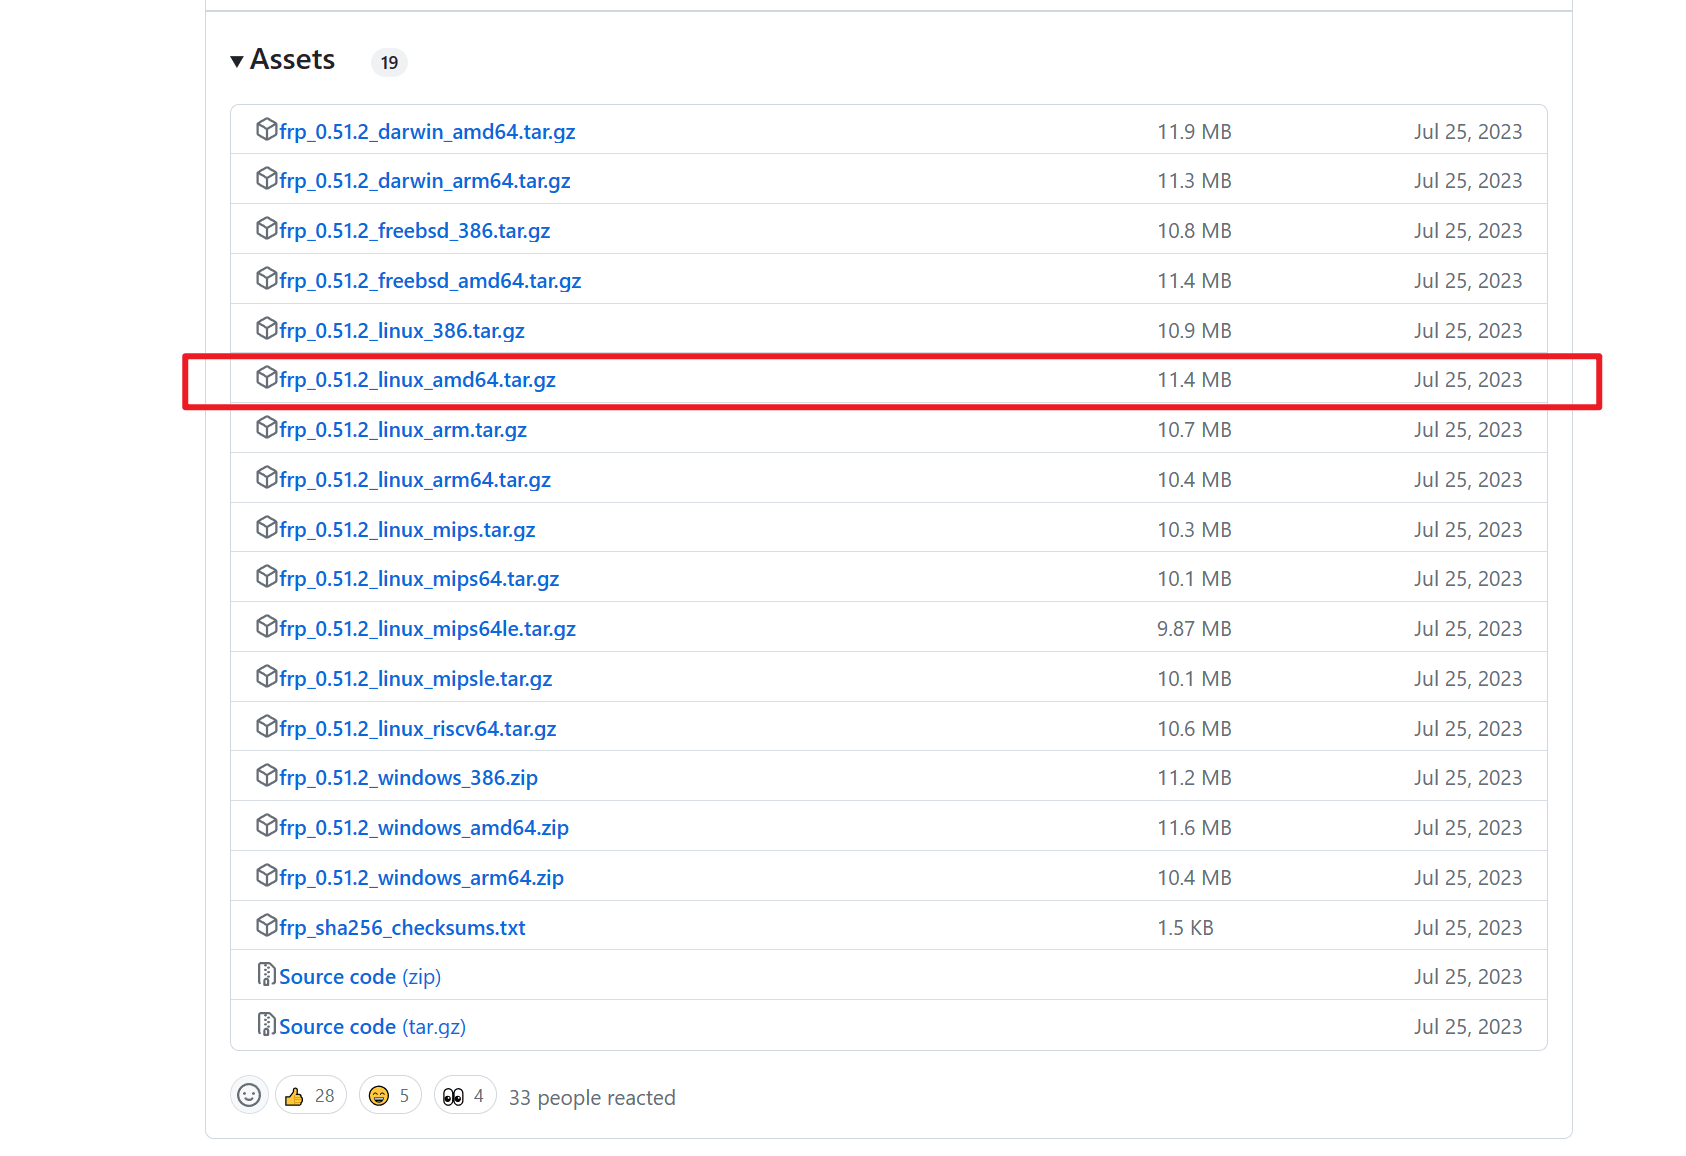 Assets 19
frp_0.51.2_darwin_amd64.tar.gz 11.9 MB Jul 25, 2023
frp_0.51.2_darwin_arm64.tar.gz 11.3 MB Jul 25, 2023
frp_0.51.2_freebsd_386.tar.gz 10.8 MB Jul 25, 2023
frp_0.51.2_freebsd_amd64.tar.gz 11.4 MB Jul 25, 2023
frp_0.51.2_linux_386.tar.gz 10.9 MB Jul 25, 2023
frp_0.51.2_linux_amd64.tar.gz 11.4 MB Jul 25, 2023
frp_0.51.2_linux_arm.tar.gz 10.7 MB Jul 25, 2023
frp_0.51.2_linux_arm64.tar.gz 10.4 MB Jul 25, 2023
frp_0.51.2_linux_mips.tar.gz 10.3 MB Jul 25, 2023
frp_0.51.2_linux_mips64.tar.gz 10.1 MB Jul 25, 2023
frp_0.51.2_linux_mips64le.tar.gz 9.87 MB Jul 25, 2023
frp_0.51.2_linux_mipsle.tar.gz 10.1 MB Jul 25, 2023
frp_0.51.2_linux_riscv64.tar.gz 10.6 MB Jul 25, 2023
frp_0.51.2_windows_386.zip 11.2 MB Jul 25, 2023
frp_0.51.2_windows_amd64.zip 11.6 MB Jul 25, 2023
frp_0.51.2_windows_arm64.zip 10.4 MB Jul 25, 2023
frp_sha256_checksums.txt 1.5 KB Jul 25, 2023
Source code (zip) Jul 25, 2023
Source code (tar.gz) Jul 25, 2023
28 5 4 33 people reacted